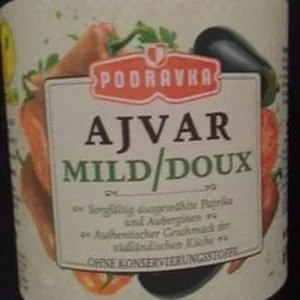 PODRAVKA
AJVAR
MILD/DOUX
Sorgfältig ausgewählte Paprika
und Auberginen
Authentischer Geschmack der
südländischen Küche
OHNE KONSERVIERUNGSSTOFFE